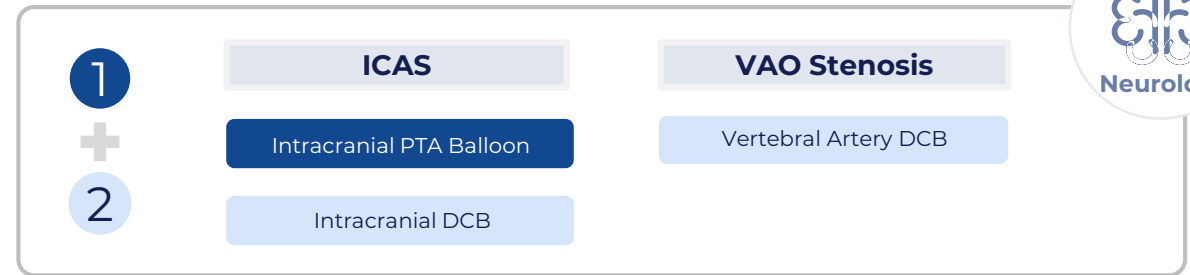 1
2
ICAS
Intracranial PTA Balloon
Intracranial DCB
VAO Stenosis
Vertebral Artery DCB